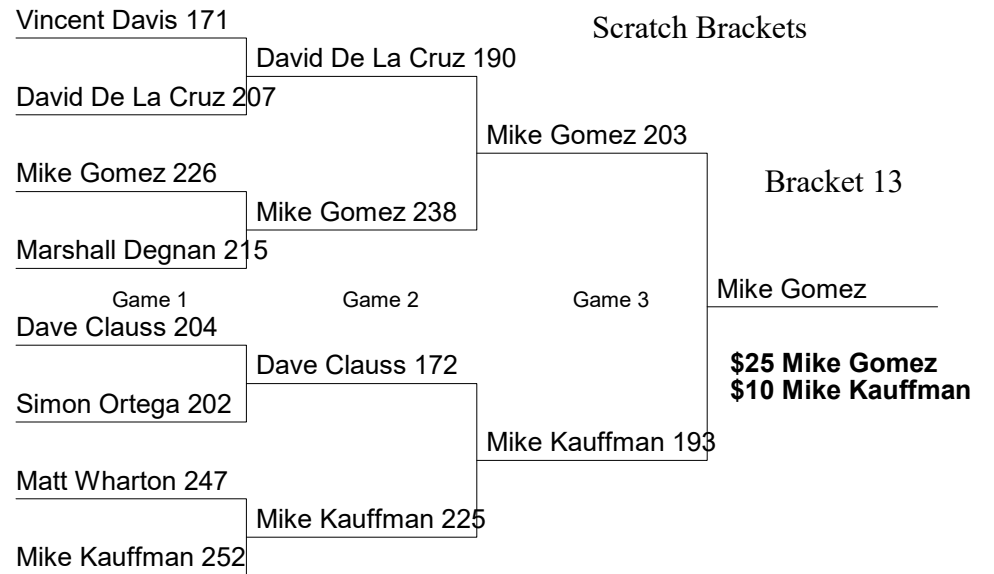 Vincent Davis 171
Scratch Brackets
David De La Cruz 190
David De La Cruz 207
Mike Gomez 203
Mike Gomez 226
Bracket 13
Mike Gomez 238
Marshall Degnan 215
Game 1
Game 2
Game 3
Mike Gomez
Dave Clauss 204
Dave Clauss 172
$25 Mike Gomez
$10 Mike Kauffman
Simon Ortega 202
Mike Kauffman 193
Matt Wharton 247
Mike Kauffman 225
Mike Kauffman 252